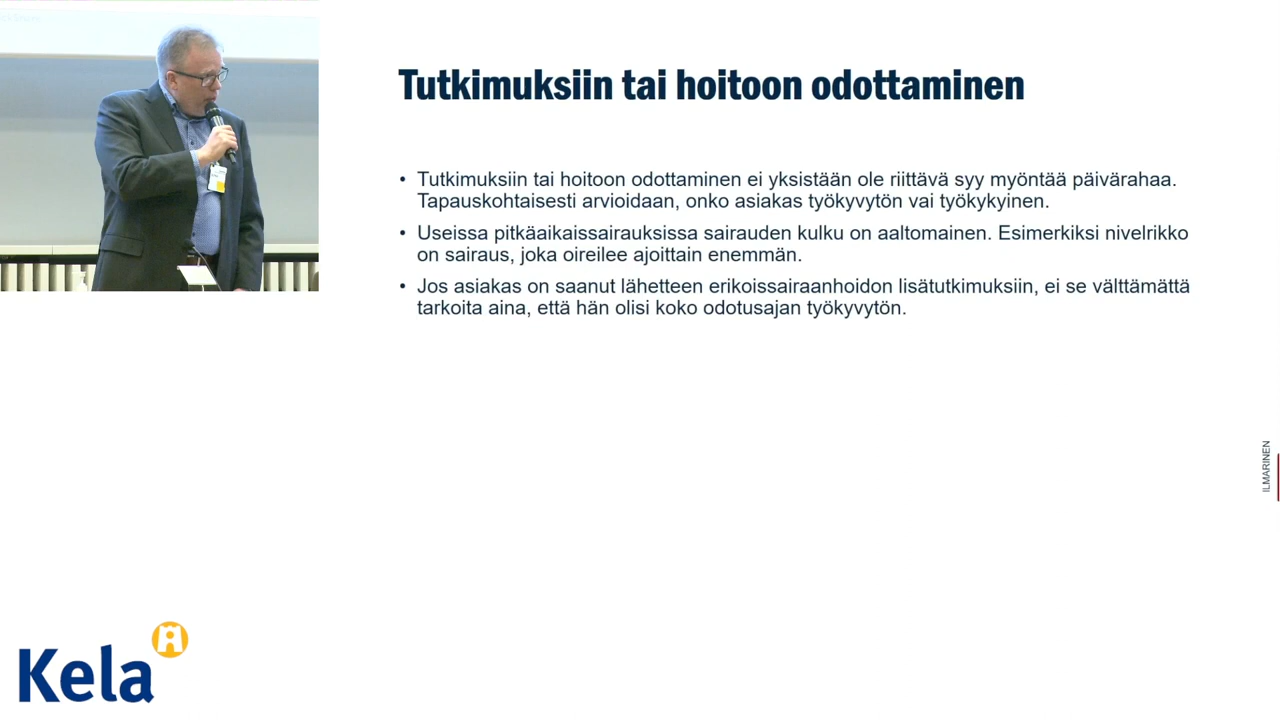 Tutkimuksiin tai hoitoon odottaminen
• Tutkimuksiin tai hoitoon odottaminen ei yksistään ole riittävä syy myöntää päivärahaa.
Tapauskohtaisesti arvioidaan, onko asiakas työkyvytön vai työkykyinen.
• Useissa pitkäaikaissairauksissa sairauden kulku on aaltomainen. Esimerkiksi nivelrikko
on sairaus, joka oireilee ajoittain enemmän.
• Jos asiakas on saanut lähetteen erikoissairaanhoidon lisätutkimuksiin, ei se välttämättä
tarkoita aina, että hän olisi koko odotusajan työkyvytön.
ILMARINEN
Kela